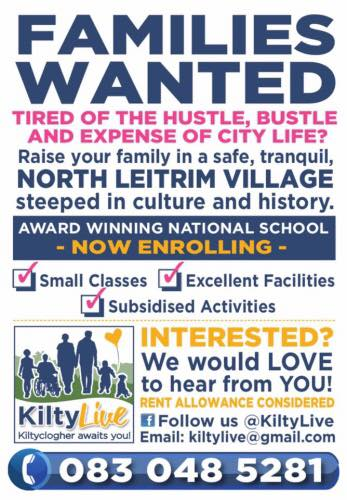 FAMILIES
WANTED
TIRED OF THE HUSTLE, BUSTLE
AND EXPENSE OF CITY LIFE?
Raise your family in a safe, tranquil,
NORTH LEITRIM VILLAGE
steeped in culture and history.
AWARD WINNING NATIONAL SCHOOL
- NOW ENROLLING -
Small Classes Excellent Facilities
Subsidised Activities
KiltyLive
Kiltyclogher awaits you!
INTERESTED?
We would LOVE
to hear from YOU!
RENT ALLOWANCE CONSIDERED
f Follow us @KiltyLive
Email: kiltylive@gmail.com
083 048 5281